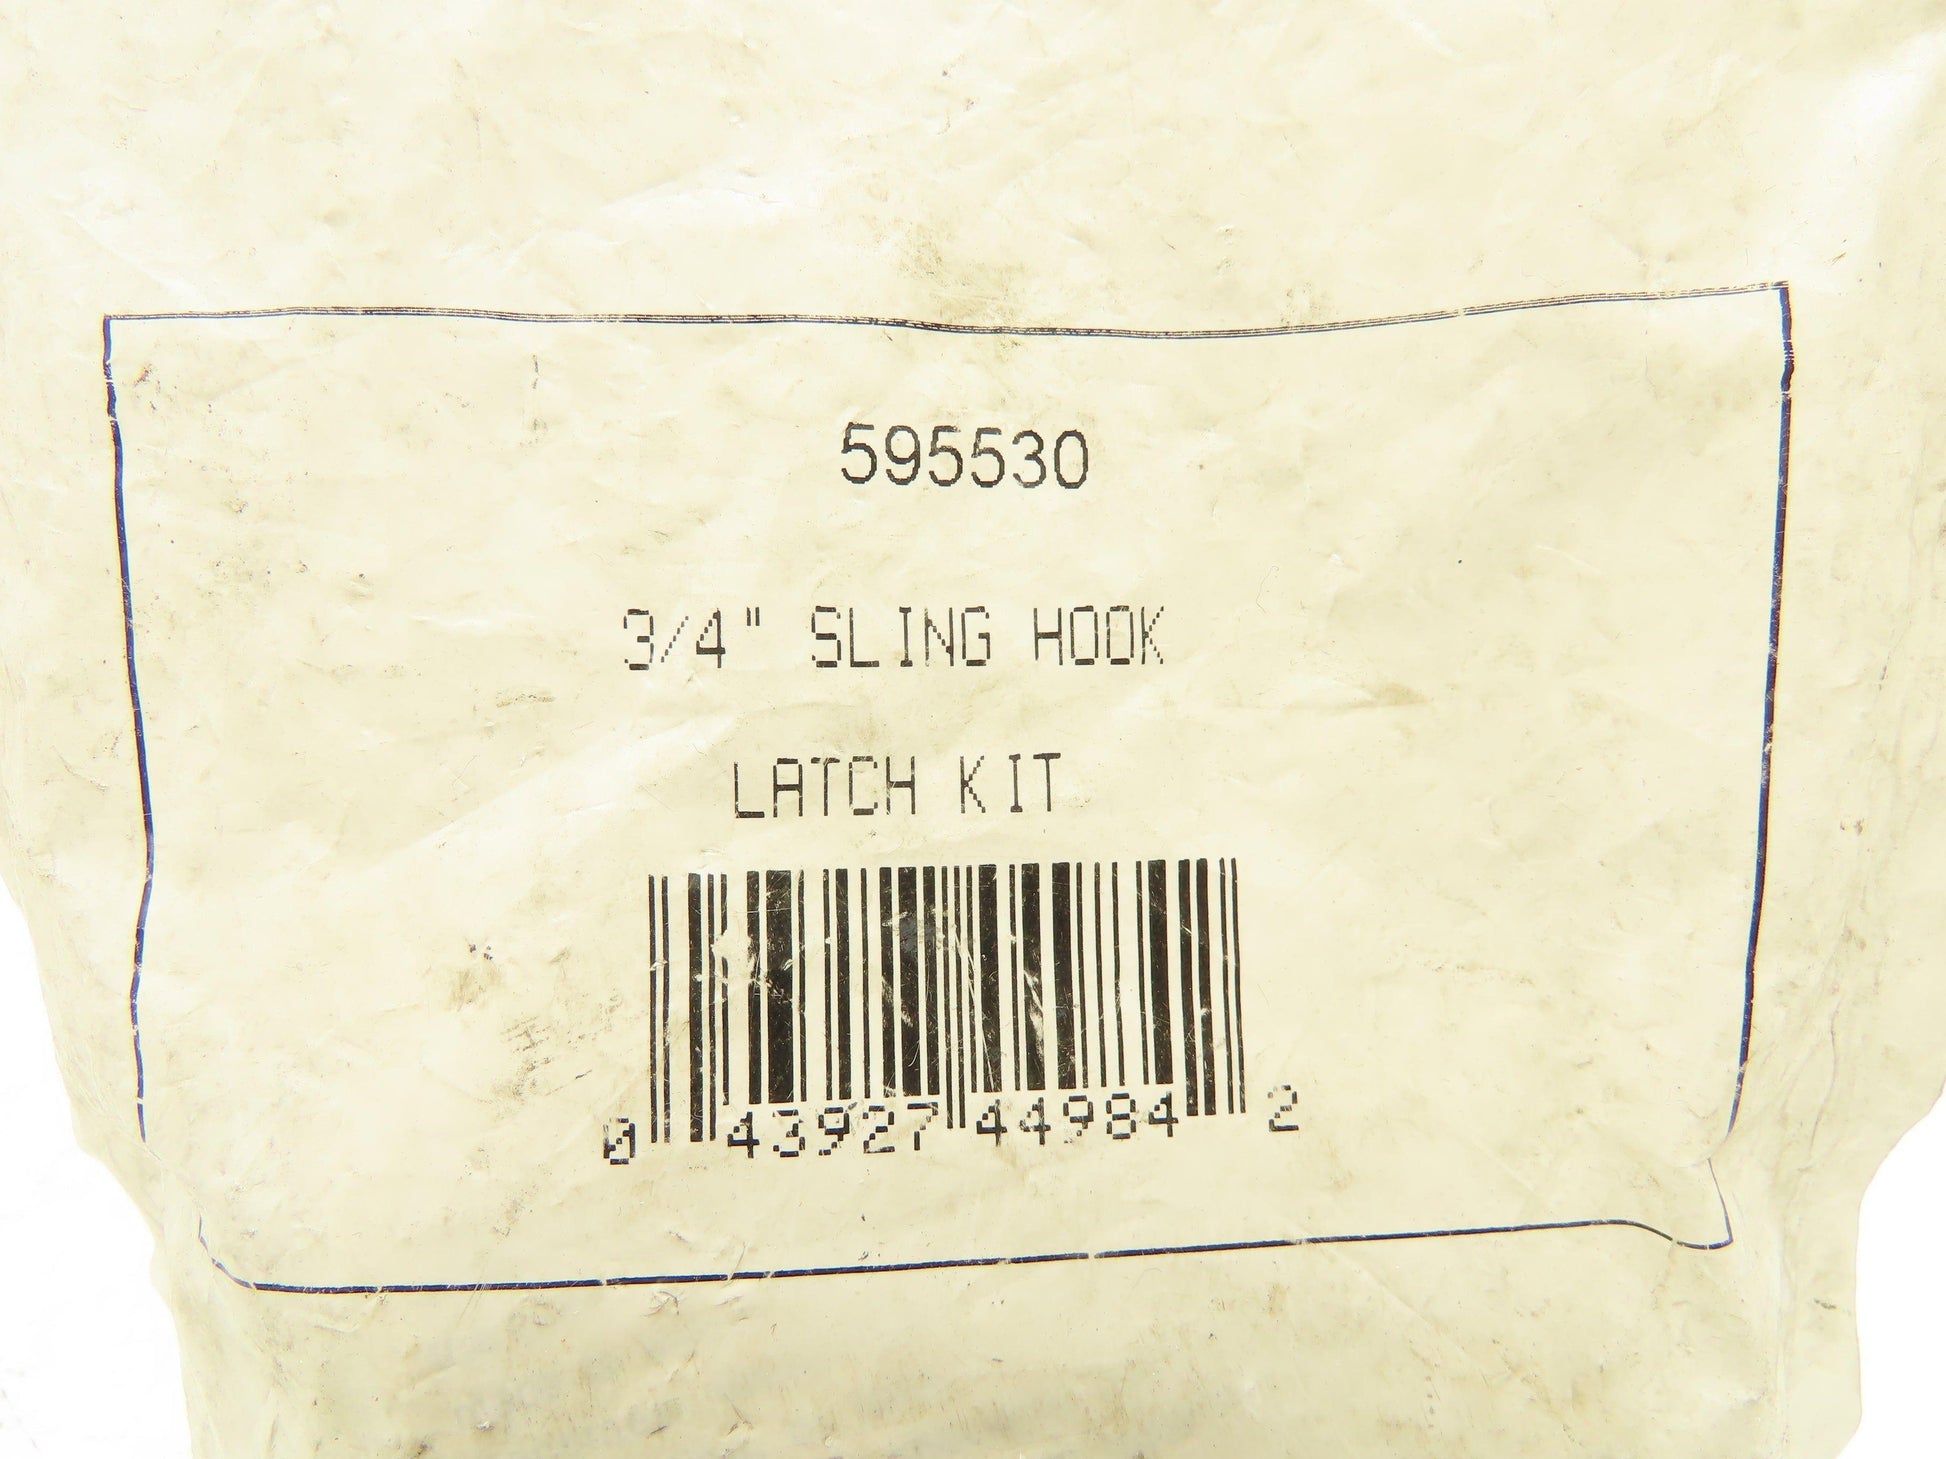 595530
3/4" SLING HOOK
LATCH KIT
0 43927 44984 2